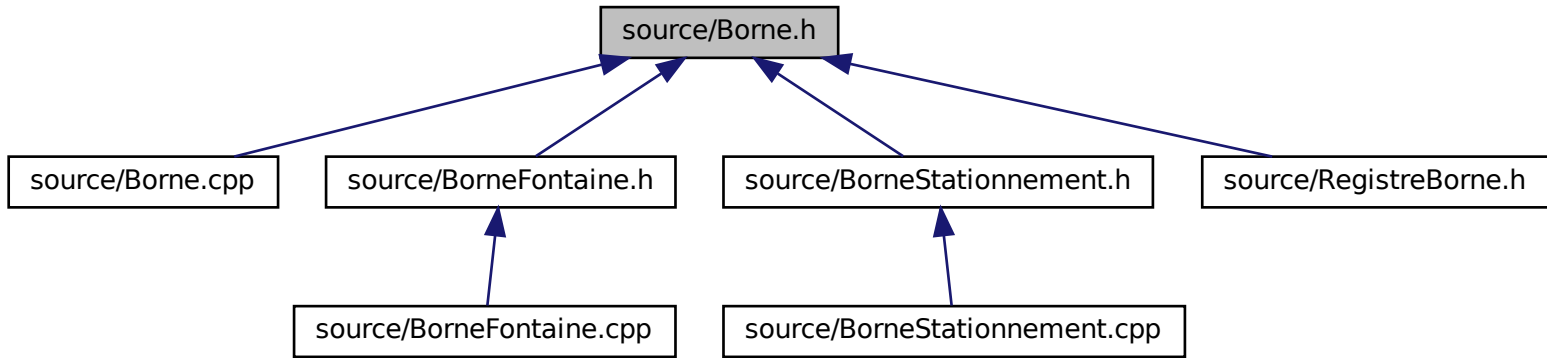 source/Borne.h
source/Borne.cpp
source/BorneFontaine.h
source/BorneStationnement.h
source/RegistreBorne.h
source/BorneFontaine.cpp
source/BorneStationnement.cpp